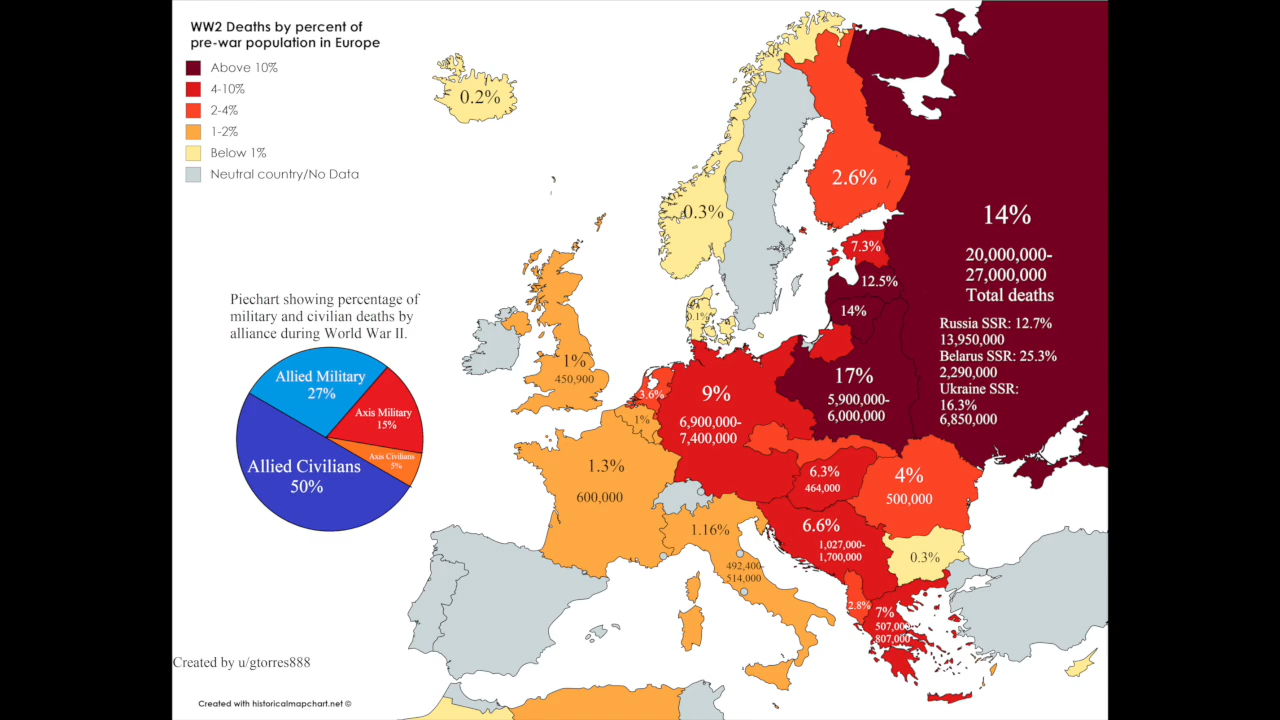 WW2 Deaths by percent of
pre-war population in Europe
Above 10%
4-10%
2-4%
1-2%
Below 1%
Neutral country/No Data
0.2%
0.3%
2.6%
14%
20,000,000-
27,000,000
Total deaths
Russia SSR: 12.7%
13,950,000
Belarus SSR: 25.3%
2,290,000
Ukraine SSR:
16.3%
6,850,000
7.3%
12.5%
14%
0.1%
Piechart showing percentage of
military and civilian deaths by
alliance during World War II.
Allied Military
27%
Axis Military
15%
Axis Civilians
5%
Allied Civilians
50%
1%
450,900
3.6%
1%
9%
6,900,000-
7,400,000
17%
5,900,000-
6,000,000
1.3%
600,000
6.3%
464,000
4%
500,000
1.16%
492,400-
514,000
6.6%
1,027,000-
1,700,000
0.3%
2.8%
7%
507,000-
807,000
Created by u/gtorres888
Created with historicalmapchart.net ©